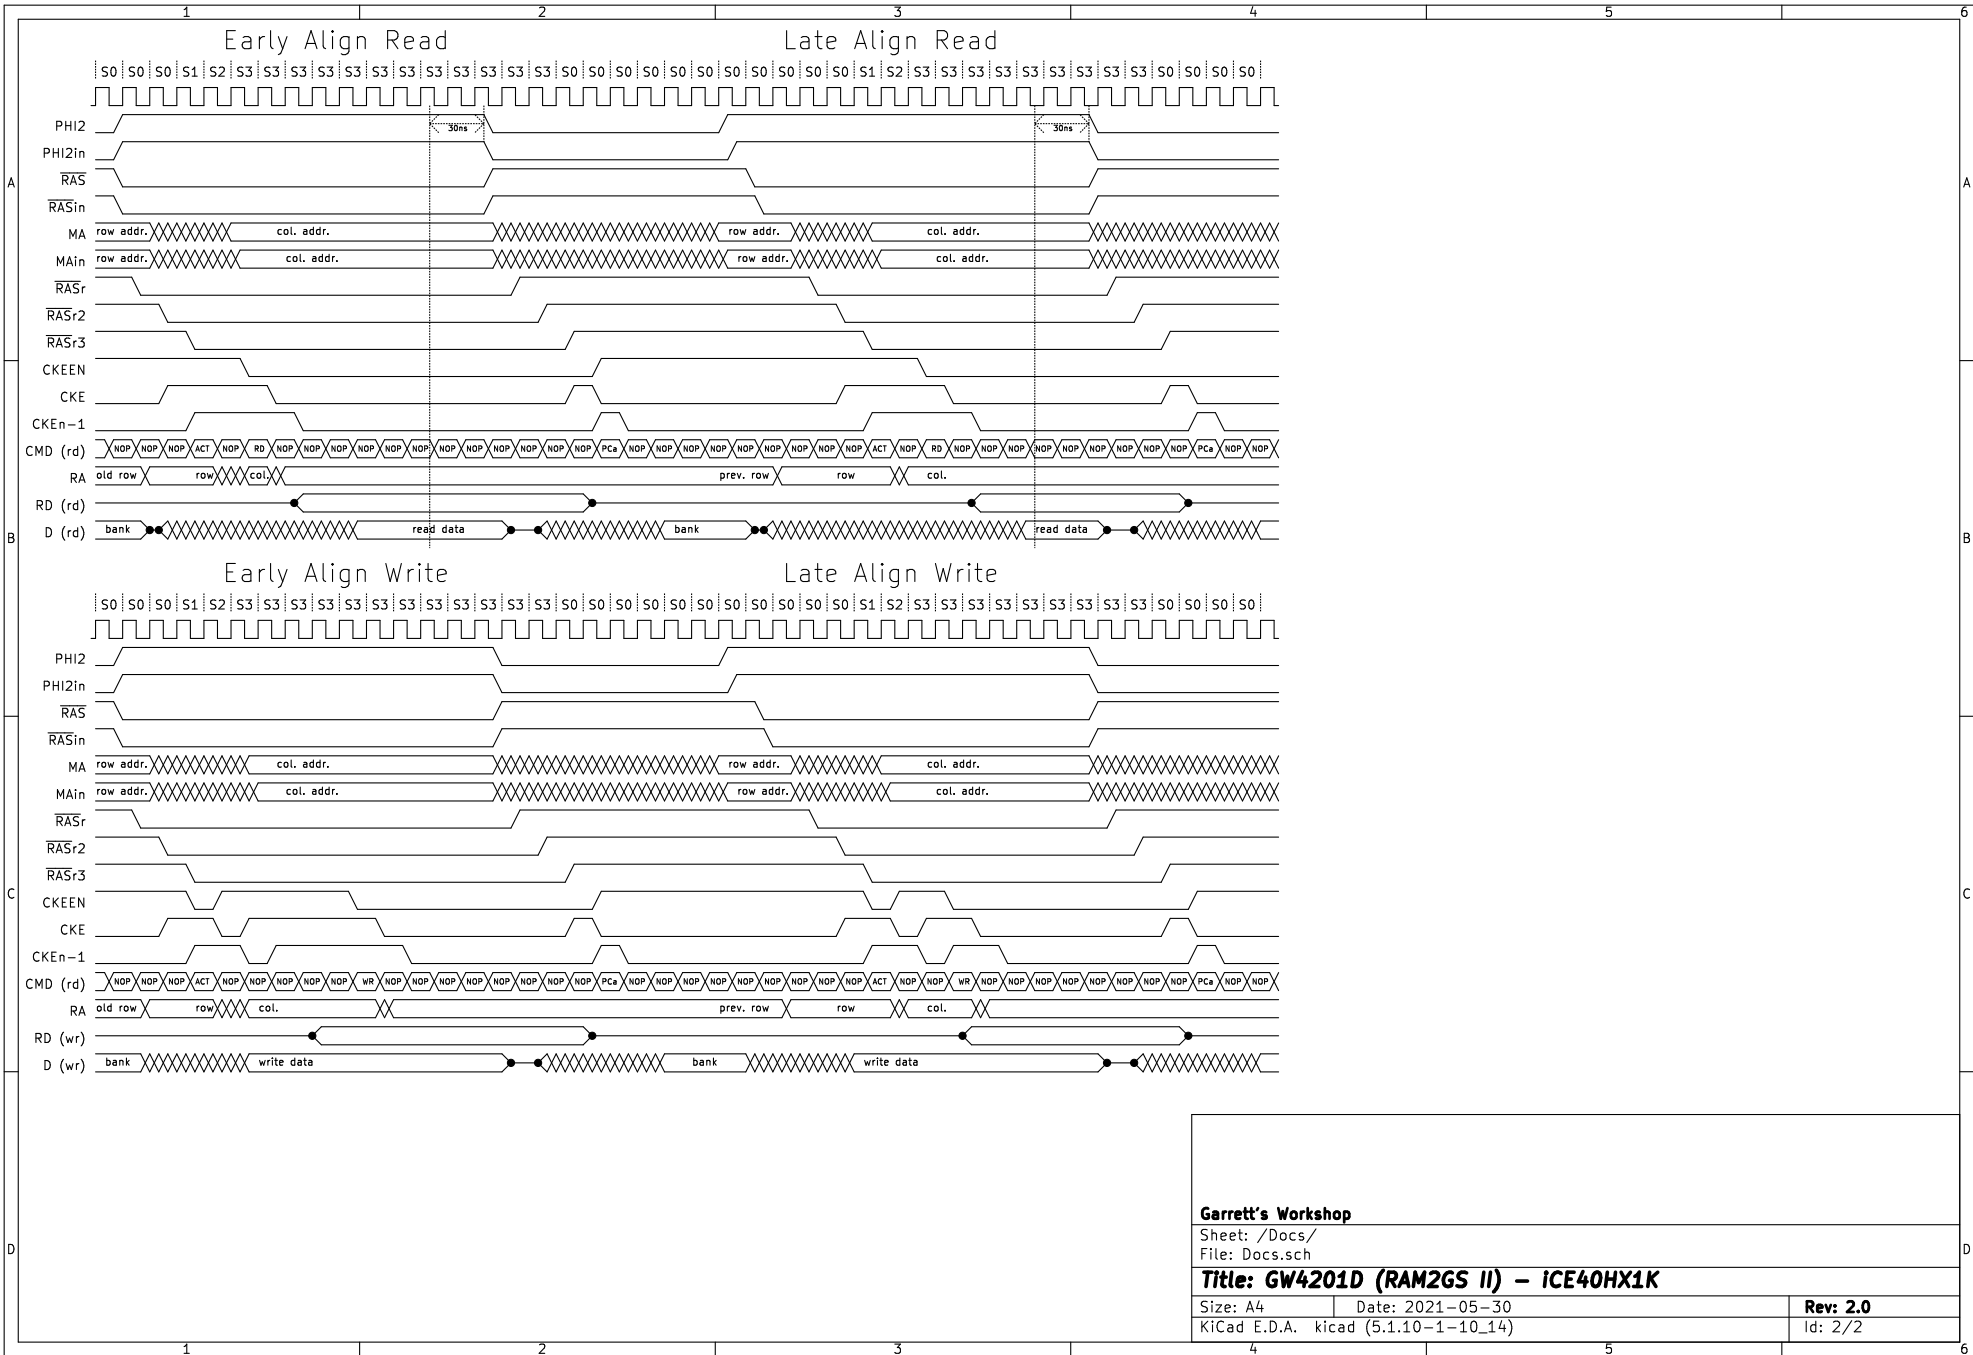 1 2 3 4 5 6
Early Align Read Late Align Read
S0 S0 S0 S1 S2 S3 S3 S3 S3 S3 S3 S3 S3 S3 S3 S3 S3 S0 S0 S0 S0 S0 S0 S0 S0 S0 S0 S0 S1 S2 S3 S3 S3 S3 S3 S3 S3 S3 S3 S0 S0 S0 S0
PHI2 30ns 30ns
PHI2in
A RAS A
RASin
MA row addr. col. addr. row addr. col. addr.
MAin row addr. col. addr. row addr. col. addr.
RASr
RASr2
RASr3
CKEEN
CKE
CKEn-1
CMD (rd) NOP NOP NOP ACT NOP RD NOP NOP NOP NOP NOP NOP NOP NOP NOP NOP NOP NOP PCa NOP NOP NOP NOP NOP NOP NOP NOP NOP ACT NOP RD NOP NOP NOP NOP NOP NOP NOP NOP NOP PCa NOP NOP
RA old row row col. prev. row row col.
RD (rd)
B D (rd) bank read data bank read data B
Early Align Write Late Align Write
S0 S0 S0 S1 S2 S3 S3 S3 S3 S3 S3 S3 S3 S3 S3 S3 S3 S0 S0 S0 S0 S0 S0 S0 S0 S0 S0 S0 S1 S2 S3 S3 S3 S3 S3 S3 S3 S3 S3 S0 S0 S0 S0
PHI2
PHI2in
RAS
RASin
MA row addr. col. addr. row addr. col. addr.
MAin row addr. col. addr. row addr. col. addr.
RASr
RASr2
RASr3
C CKEEN C
CKE
CKEn-1
CMD (rd) NOP NOP NOP ACT NOP NOP NOP NOP NOP WR NOP NOP NOP NOP NOP NOP NOP NOP PCa NOP NOP NOP NOP NOP NOP NOP NOP NOP ACT NOP NOP WR NOP NOP NOP NOP NOP NOP NOP NOP PCa NOP NOP
RA old row row col. prev. row row col.
RD (wr)
D (wr) bank write data bank write data
Garrett's Workshop
Sheet: /Docs/
D File: Docs.sch D
Title: GW4201D (RAM2GS II) – iCE40HX1K
Size: A4 Date: 2021-05-30 Rev: 2.0
KiCad E.D.A. kicad (5.1.10-1-10_14) Id: 2/2
1 2 3 4 5 6